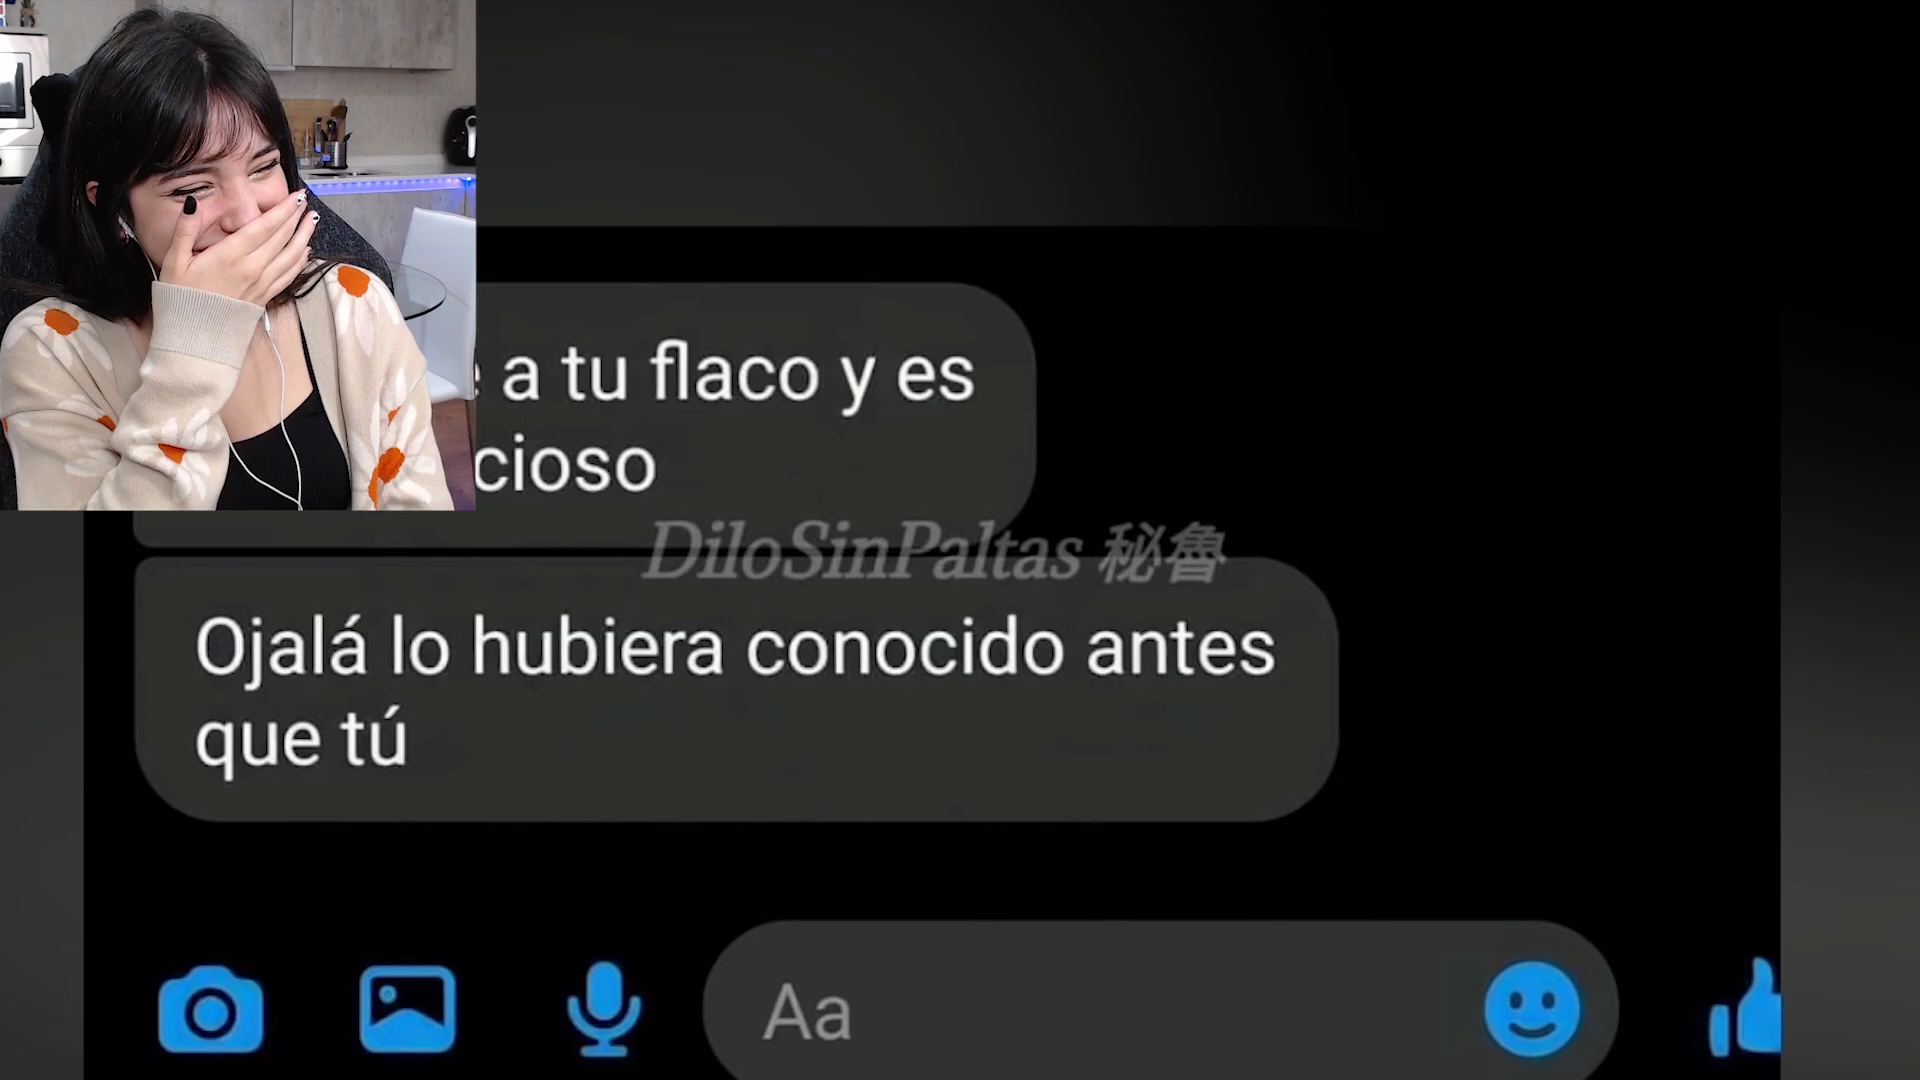 a tu flaco y es
cioso
DiloSinPaltas 秘魯
Ojalá lo hubiera conocido antes
que tú
Aa